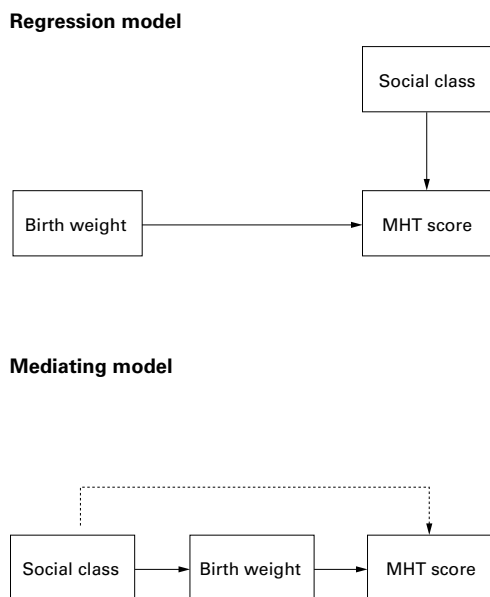 Regression model
Social class
Birth weight
MHT score
Mediating model
Social class
Birth weight
MHT score